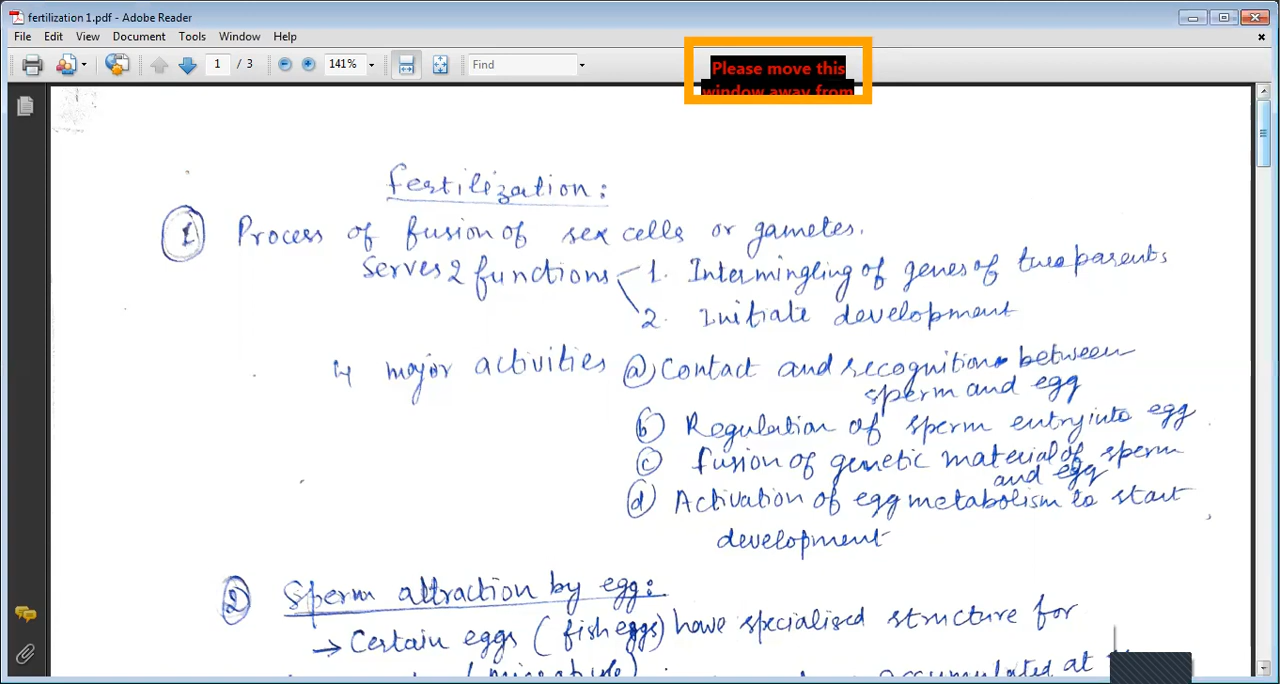 fertilization 1.pdf - Adobe Reader
File Edit View Document Tools Window Help
1 / 3 141% Find
Please move this
window away from
Fertilization:
1 Process of fusion of sex cells or gametes.
Serves 2 functions 1. Intermingling of genes of two parents
2. Initiate development
4 major activities a Contact and recognition between
sperm and egg
b Regulation of sperm entry into egg
c Fusion of genetic material of sperm
and egg
d Activation of egg metabolism to start
development
2 Sperm attraction by egg:
→ Certain eggs (fish eggs) have specialised structure for
(micropyle) accumulated at